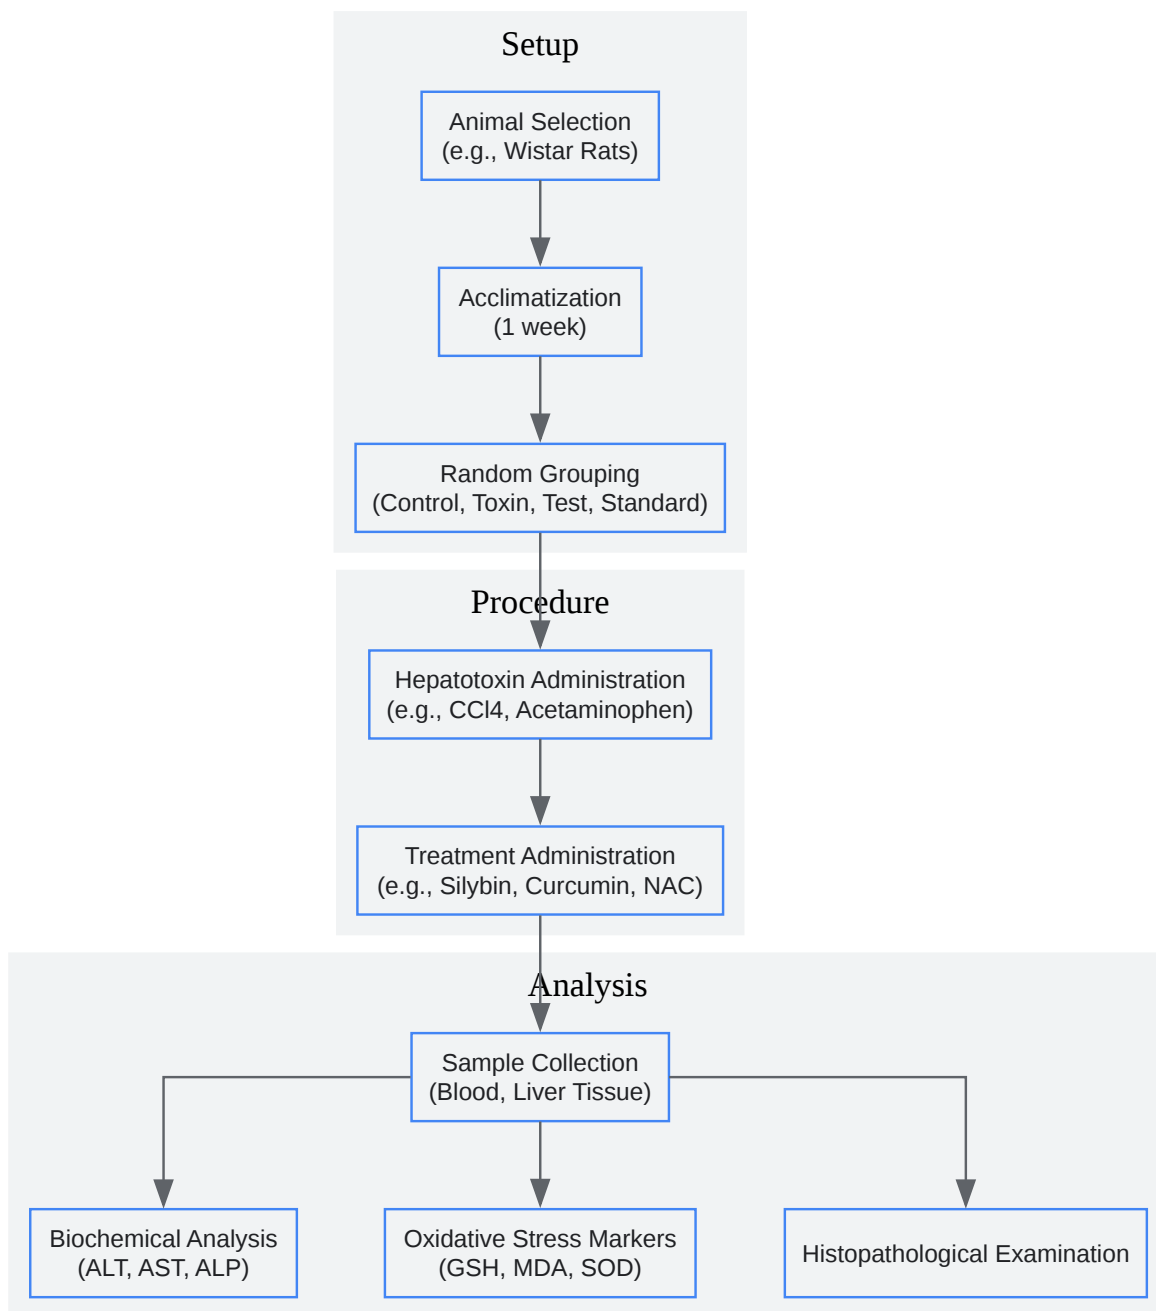 Setup
Animal Selection
(e.g., Wistar Rats)
Acclimatization
(1 week)
Random Grouping
(Control, Toxin, Test, Standard)
Procedure
Hepatotoxin Administration
(e.g., CCl4, Acetaminophen)
Treatment Administration
(e.g., Silybin, Curcumin, NAC)
Analysis
Sample Collection
(Blood, Liver Tissue)
Biochemical Analysis
(ALT, AST, ALP)
Oxidative Stress Markers
(GSH, MDA, SOD)
Histopathological Examination